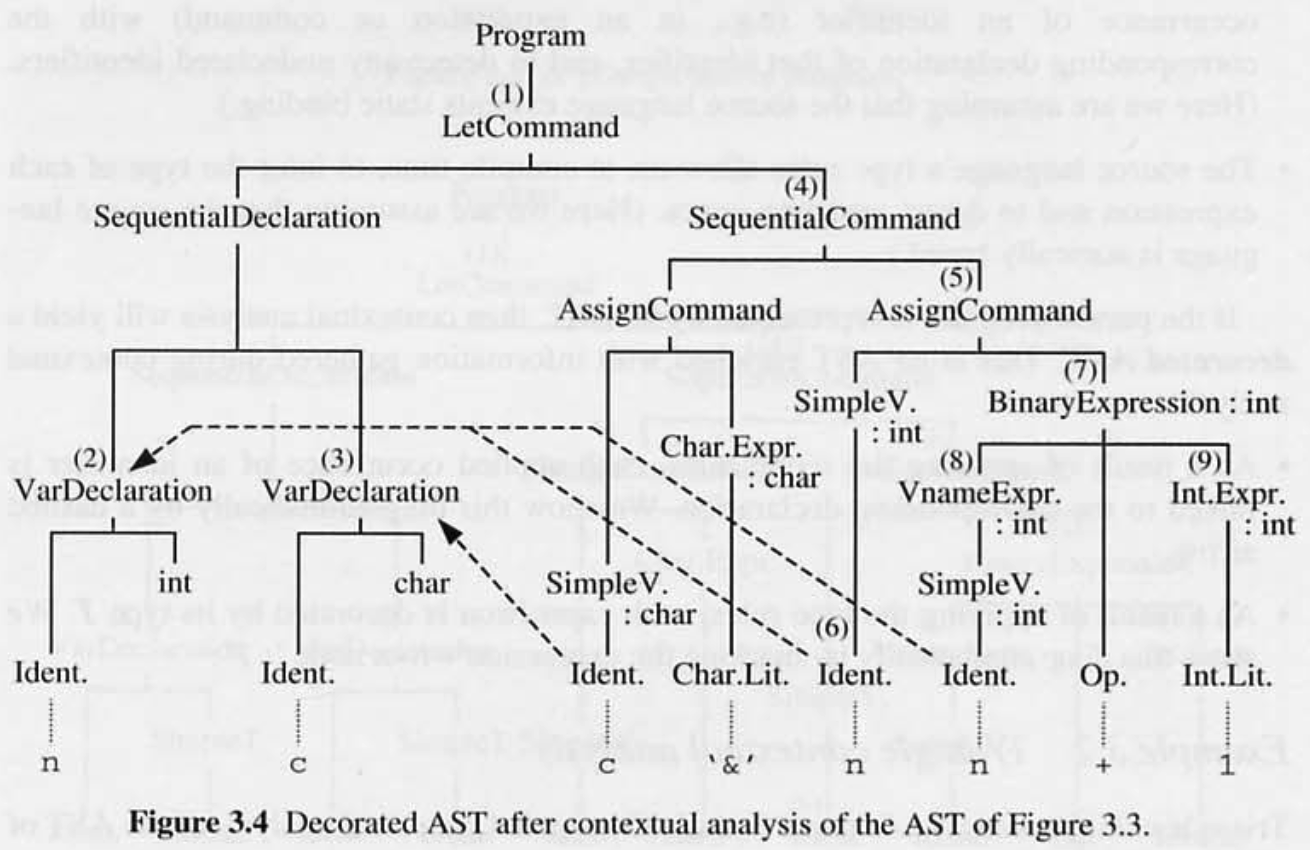 Program
(1)
LetCommand
(4)
SequentialDeclaration SequentialCommand
(5)
AssignCommand AssignCommand
(7)
SimpleV. BinaryExpression : int
: int
Char.Expr.
: char
(2) (3) (8) (9)
VarDeclaration VarDeclaration VnameExpr. Int.Expr.
: int : int
int char SimpleV. SimpleV.
: char : int
(6)
Ident. Ident. Ident. Char.Lit. Ident. Ident. Op. Int.Lit.
n c c ‘&’ n n + 1
Figure 3.4 Decorated AST after contextual analysis of the AST of Figure 3.3.